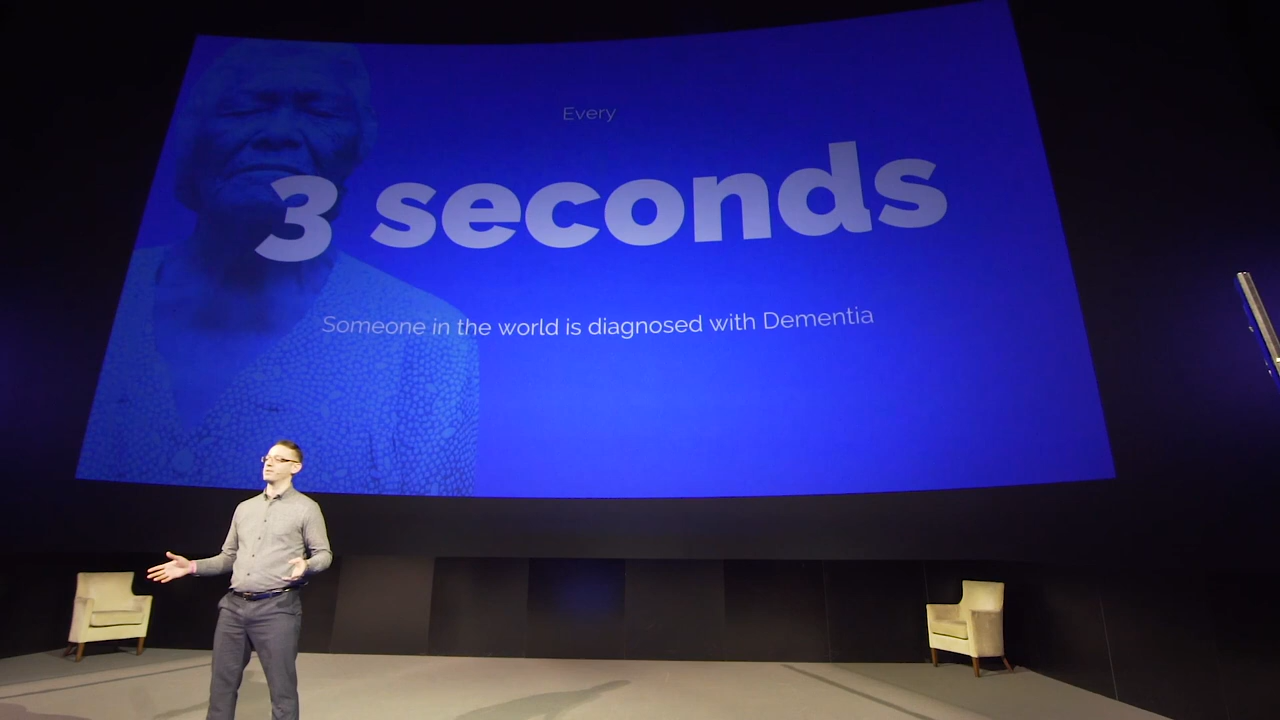 Every
3 seconds
Someone in the world is diagnosed with Dementia